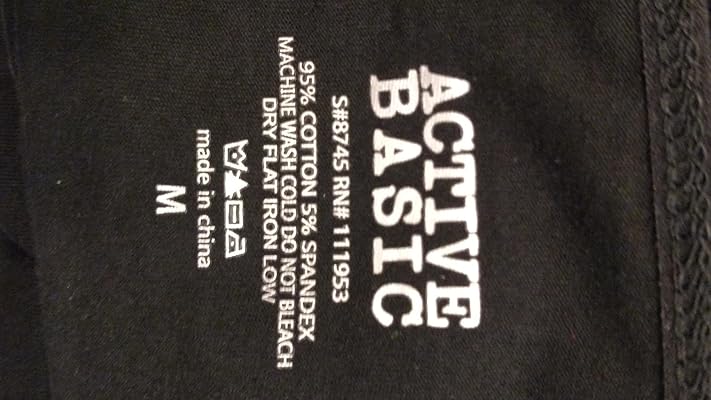 ACTIVE
BASIC
S#8745 RN# 111953
95% COTTON 5% SPANDEX
MACHINE WASH COLD DO NOT BLEACH
DRY FLAT IRON LOW
made in china
M